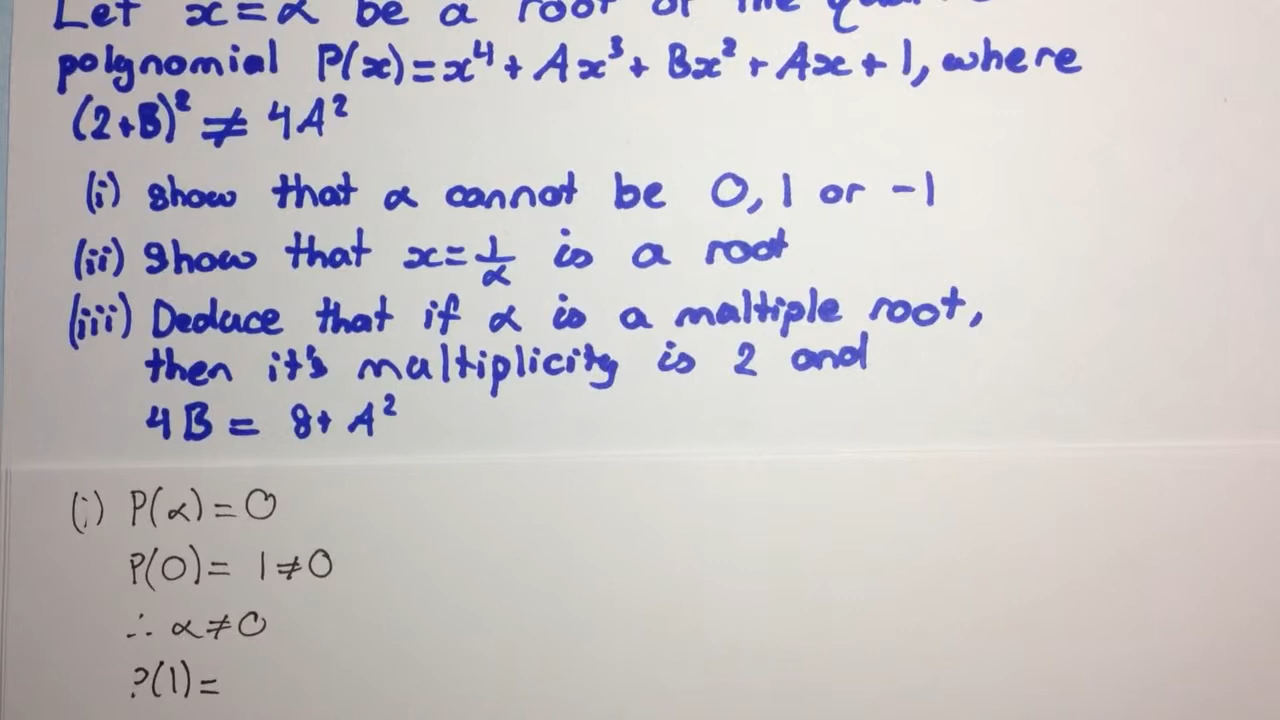 Let x = α be a root of the
polynomial P(x) = x⁴ + Ax³ + Bx² + Ax + 1, where
(2+B)² ≠ 4A²
(i) Show that α cannot be 0, 1 or -1
(ii) Show that x = 1/α is a root
(iii) Deduce that if α is a multiple root,
then it's multiplicity is 2 and
4B = 8 + A²
(i) P(α) = 0
P(0) = 1 ≠ 0
∴ α ≠ 0
P(1) =